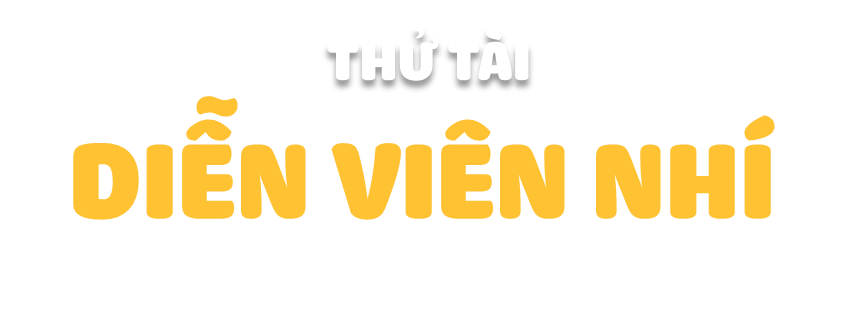 THỬ TÀI
DIỄN VIÊN NHÍ